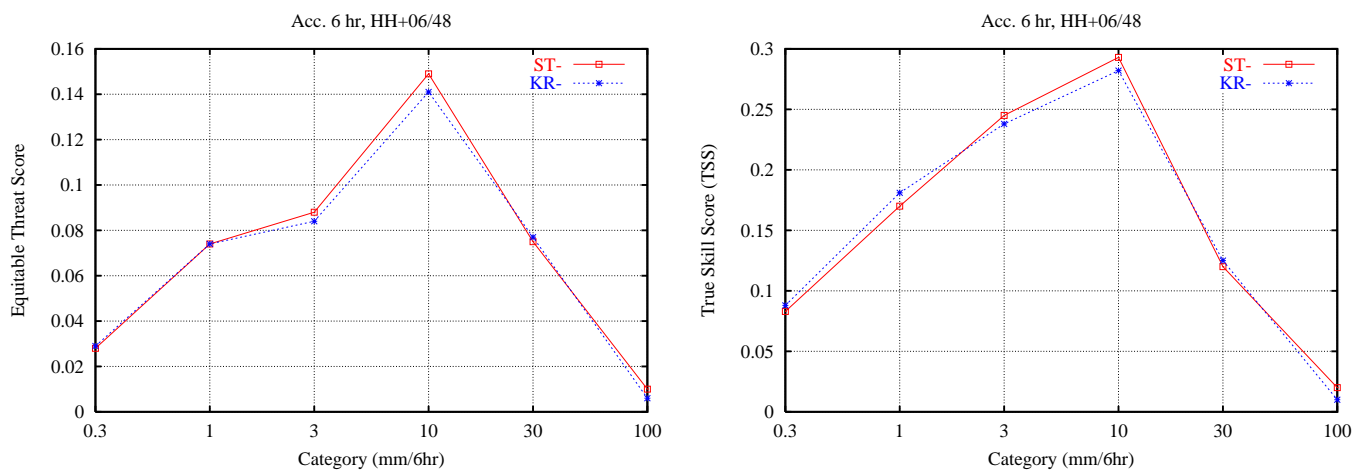 Acc. 6 hr, HH+06/48
0.16
0.14
0.12
0.1
0.08
0.06
0.04
0.02
0
Equitable Threat Score
ST-
KR-
0.3 1 3 10 30 100
Category (mm/6hr)
Acc. 6 hr, HH+06/48
0.3
0.25
0.2
0.15
0.1
0.05
0
True Skill Score (TSS)
ST-
KR-
0.3 1 3 10 30 100
Category (mm/6hr)